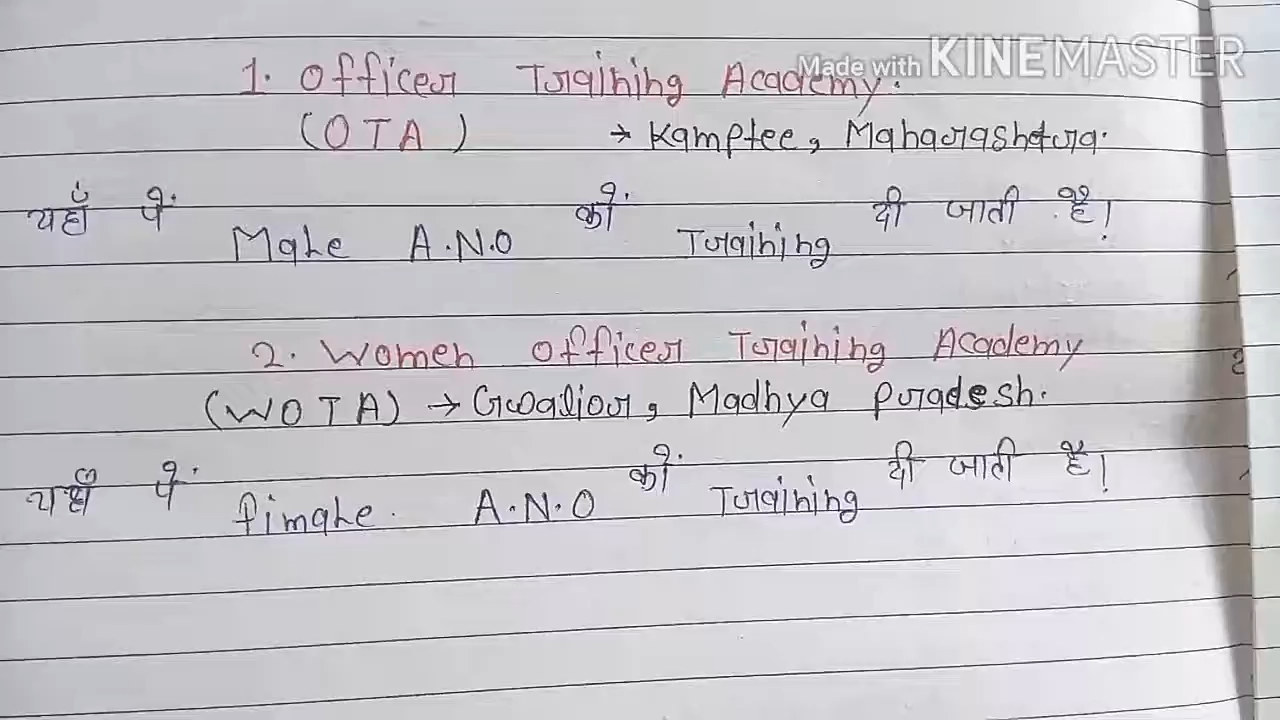 Made with KINEMASTER
1. Officer Training Academy.
(OTA) → Kamptee, Maharashtra.
यहाँ पे Male A.N.O को Training दी जाती है।
2. Women Officer Training Academy
(WOTA) → Gwalior, Madhya Pradesh.
यहाँ पे fimale. A.N.O को Training दी जाती है।